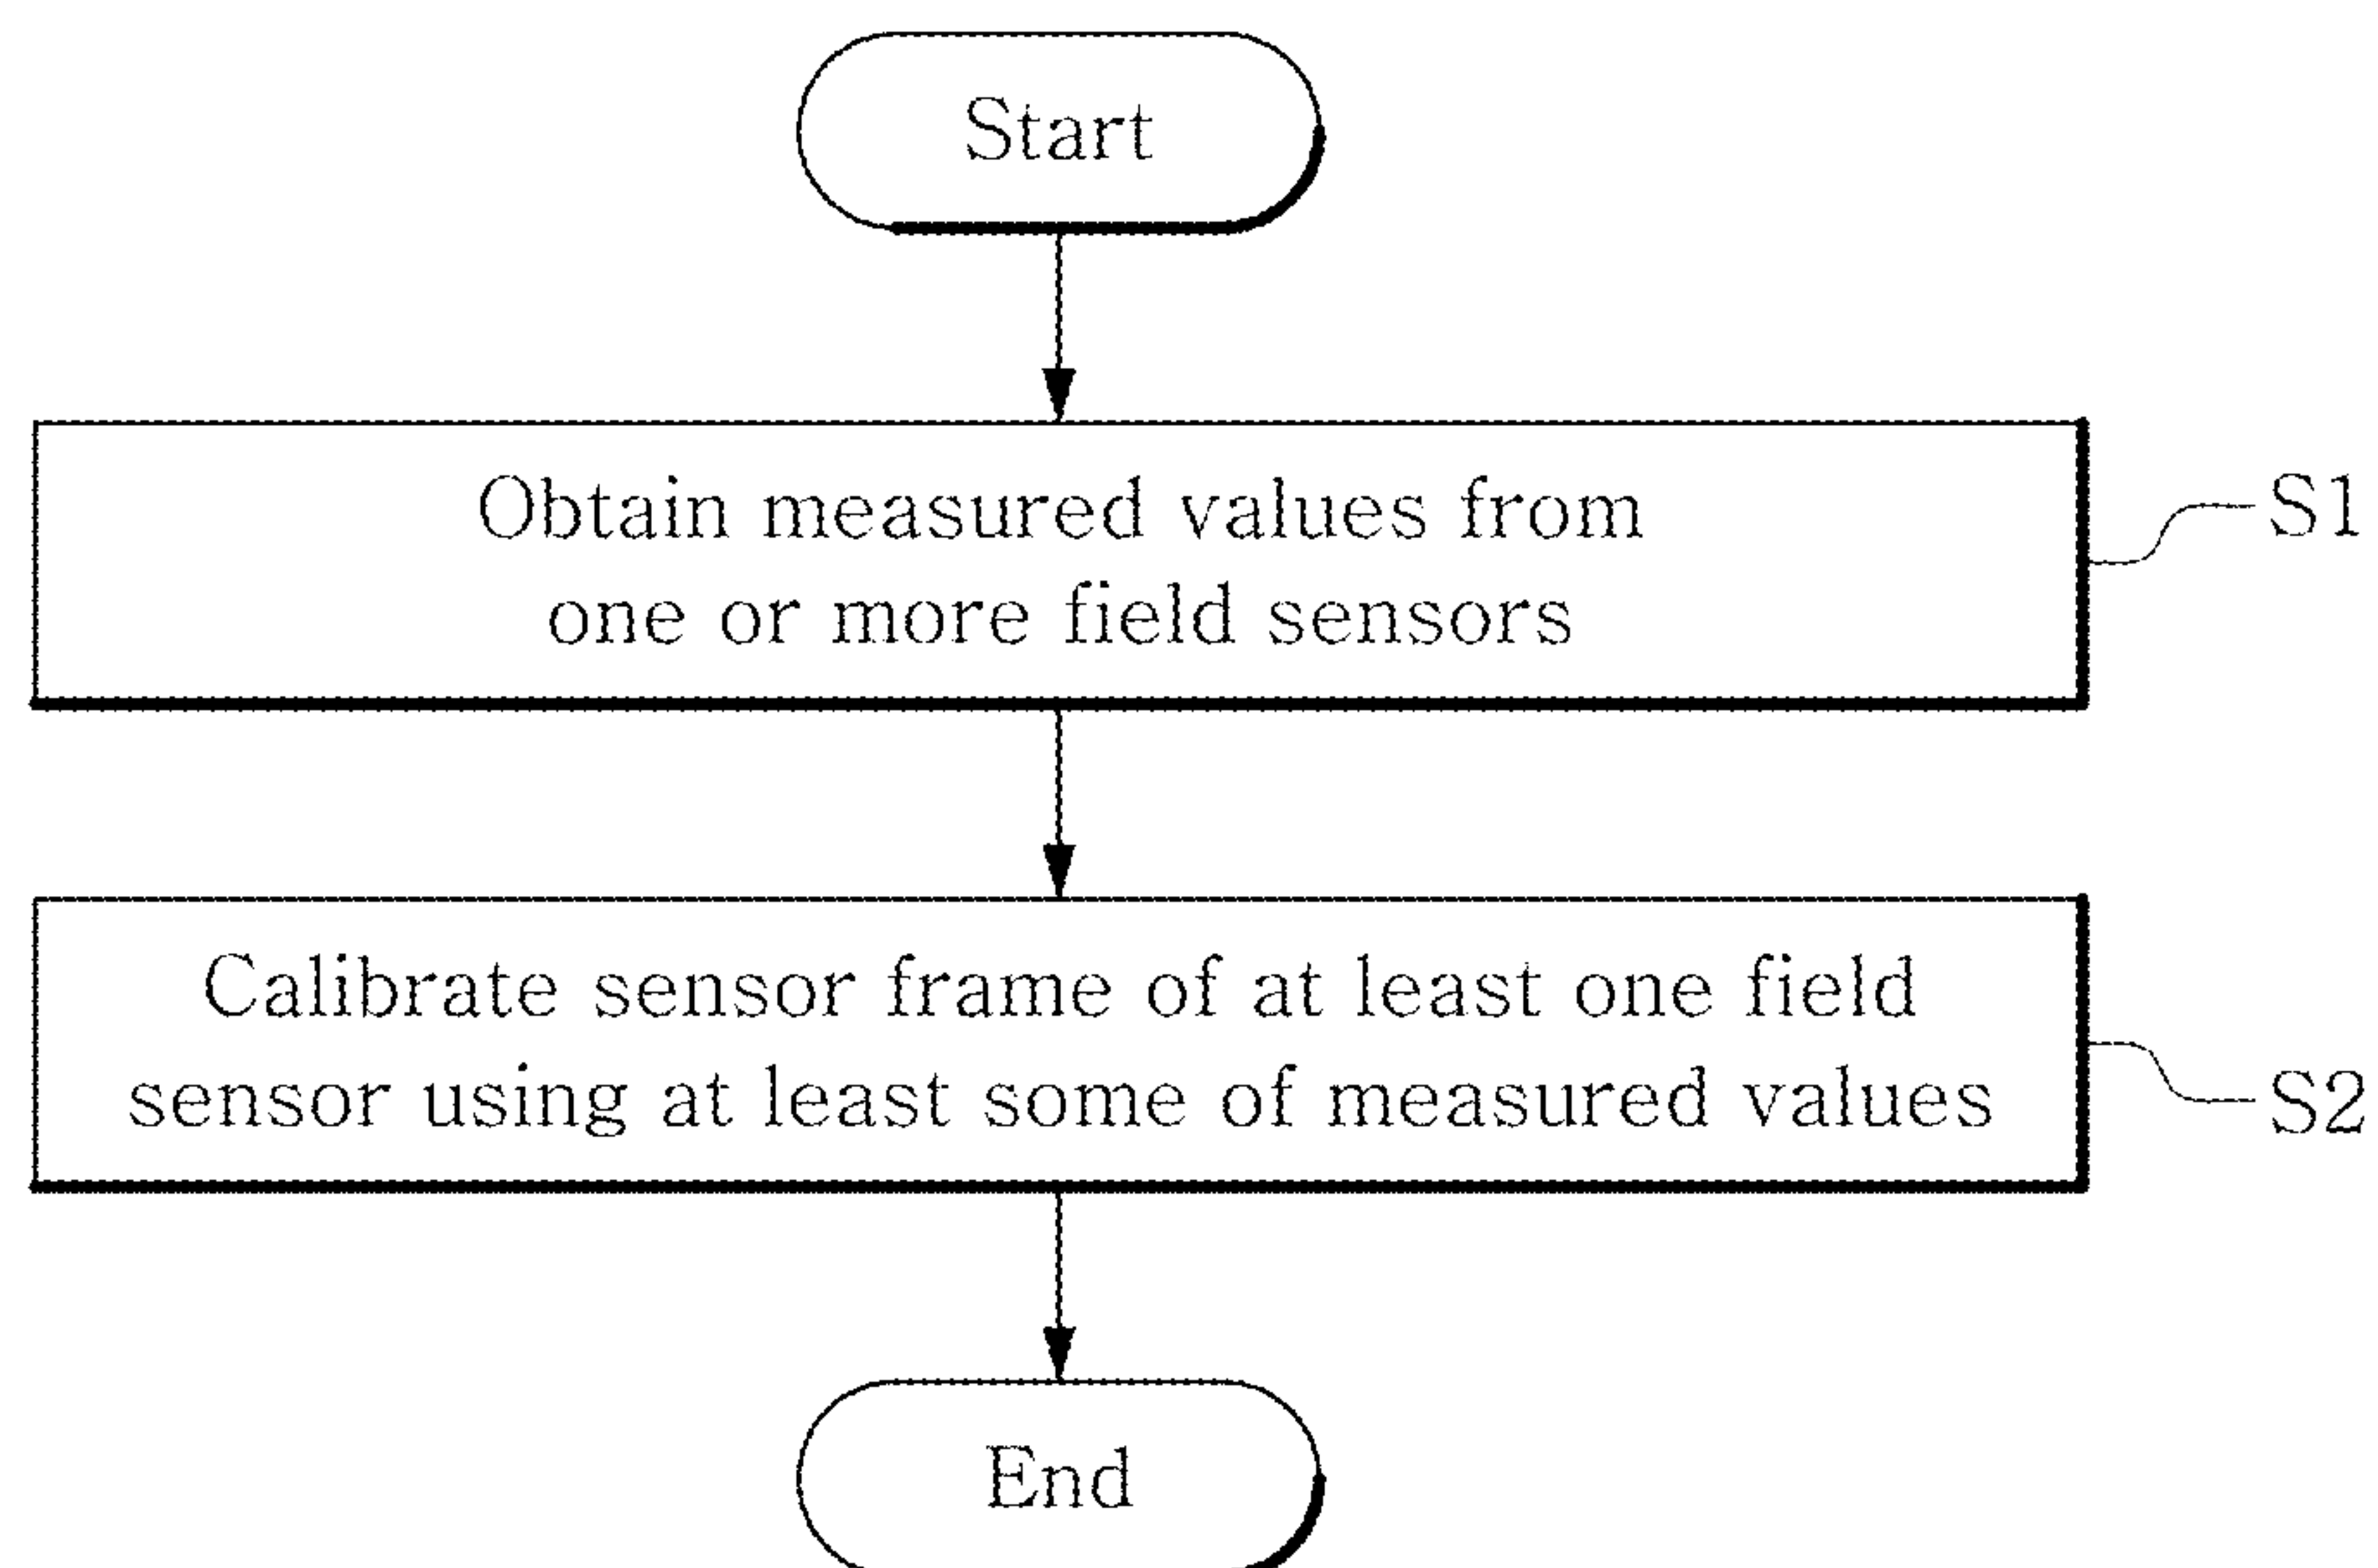 Start
Obtain measured values from
one or more field sensors
S1
Calibrate sensor frame of at least one field
sensor using at least some of measured values
S2
End